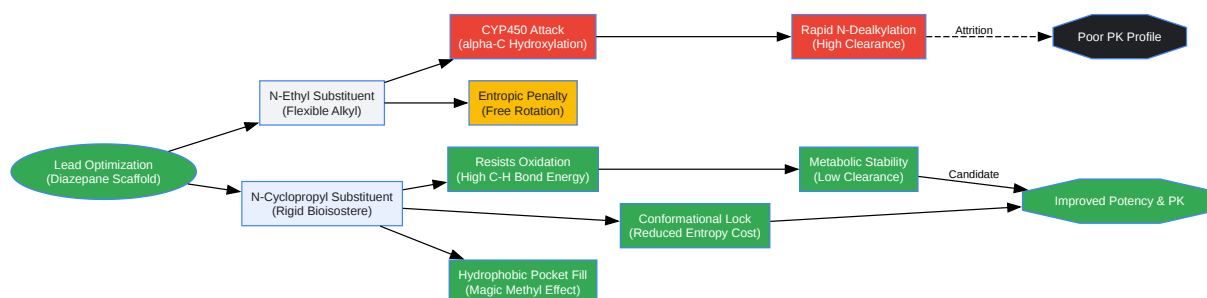 CYP450 Attack
(alpha-C Hydroxylation)
Rapid N-Dealkylation
(High Clearance)
Attrition
Poor PK Profile
N-Ethyl Substituent
(Flexible Alkyl)
Entropic Penalty
(Free Rotation)
Lead Optimization
(Diazepane Scaffold)
Resists Oxidation
(High C-H Bond Energy)
Metabolic Stability
(Low Clearance)
Candidate
N-Cyclopropyl Substituent
(Rigid Bioisostere)
Improved Potency & PK
Conformational Lock
(Reduced Entropy Cost)
Hydrophobic Pocket Fill
(Magic Methyl Effect)